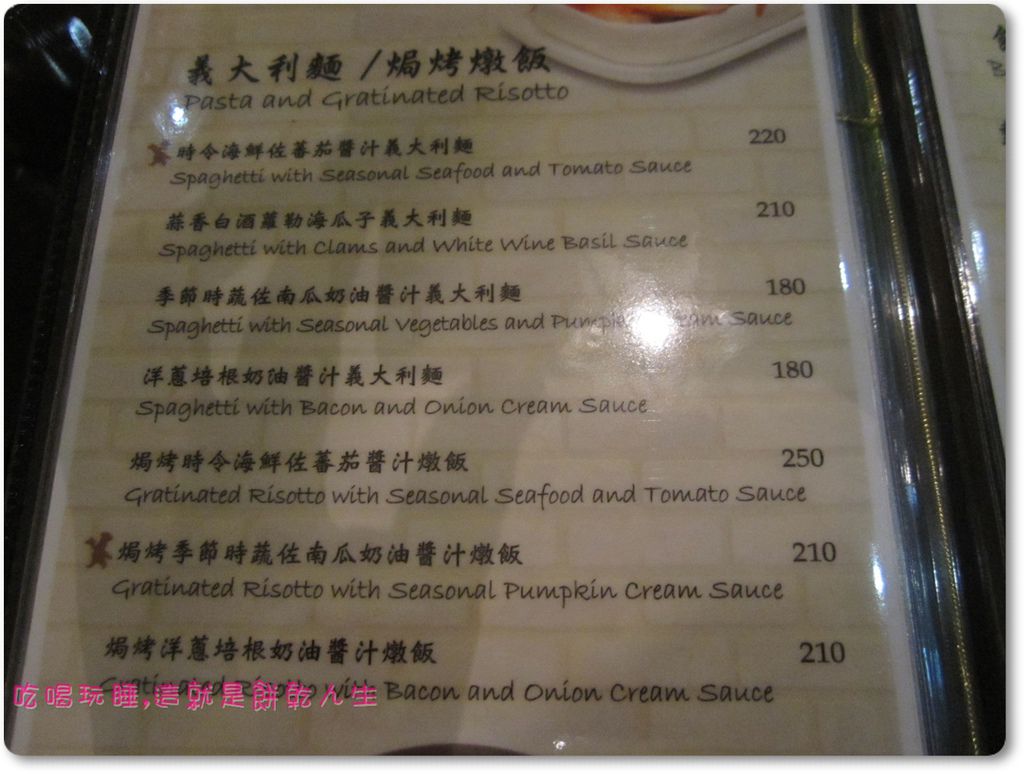 義大利麵/焗烤燉飯
Pasta and Gratinated Risotto
時令海鮮佐蕃茄醬汁義大利麵 220
Spaghetti with Seasonal Seafood and Tomato Sauce
蒜香白酒蘿勒海瓜子義大利麵 210
Spaghetti with Clams and White Wine Basil Sauce
季節時蔬佐南瓜奶油醬汁義大利麵 180
Spaghetti with Seasonal Vegetables and Pumpkin Cream Sauce
洋蔥培根奶油醬汁義大利麵 180
Spaghetti with Bacon and Onion Cream Sauce
焗烤時令海鮮佐蕃茄醬汁燉飯 250
Gratinated Risotto with Seasonal Seafood and Tomato Sauce
焗烤季節時蔬佐南瓜奶油醬汁燉飯 210
Gratinated Risotto with Seasonal Pumpkin Cream Sauce
焗烤洋蔥培根奶油醬汁燉飯 210
Gratinated Risotto with Bacon and Onion Cream Sauce
吃喝玩睡,這就是餅乾人生